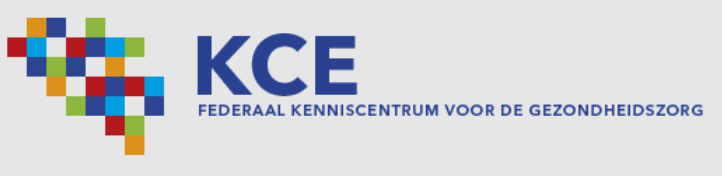 KCE
FEDERAAL KENNISCENTRUM VOOR DE GEZONDHEIDSZORG